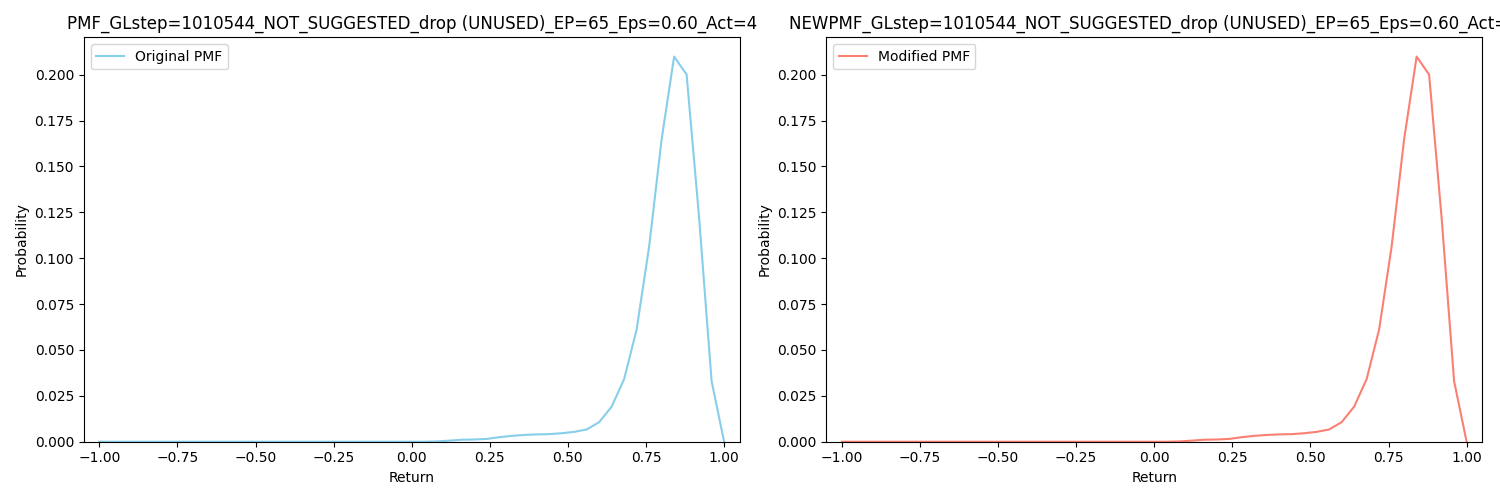 PMF_GLstep=1010544_NOT_SUGGESTED_drop (UNUSED)_EP=65_Eps=0.60_Act=4
Original PMF
Probability
0.200
0.175
0.150
0.125
0.100
0.075
0.050
0.025
0.000
−1.00 −0.75 −0.50 −0.25 0.00 0.25 0.50 0.75 1.00
Return
NEWPMF_GLstep=1010544_NOT_SUGGESTED_drop (UNUSED)_EP=65_Eps=0.60_Act=
Modified PMF
Probability
0.200
0.175
0.150
0.125
0.100
0.075
0.050
0.025
0.000
−1.00 −0.75 −0.50 −0.25 0.00 0.25 0.50 0.75 1.00
Return